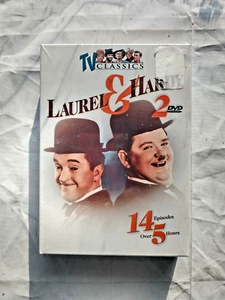 TV CLASSICS
LAUREL & HAR
2 DVD
14 Episodes
Over 5 Hours